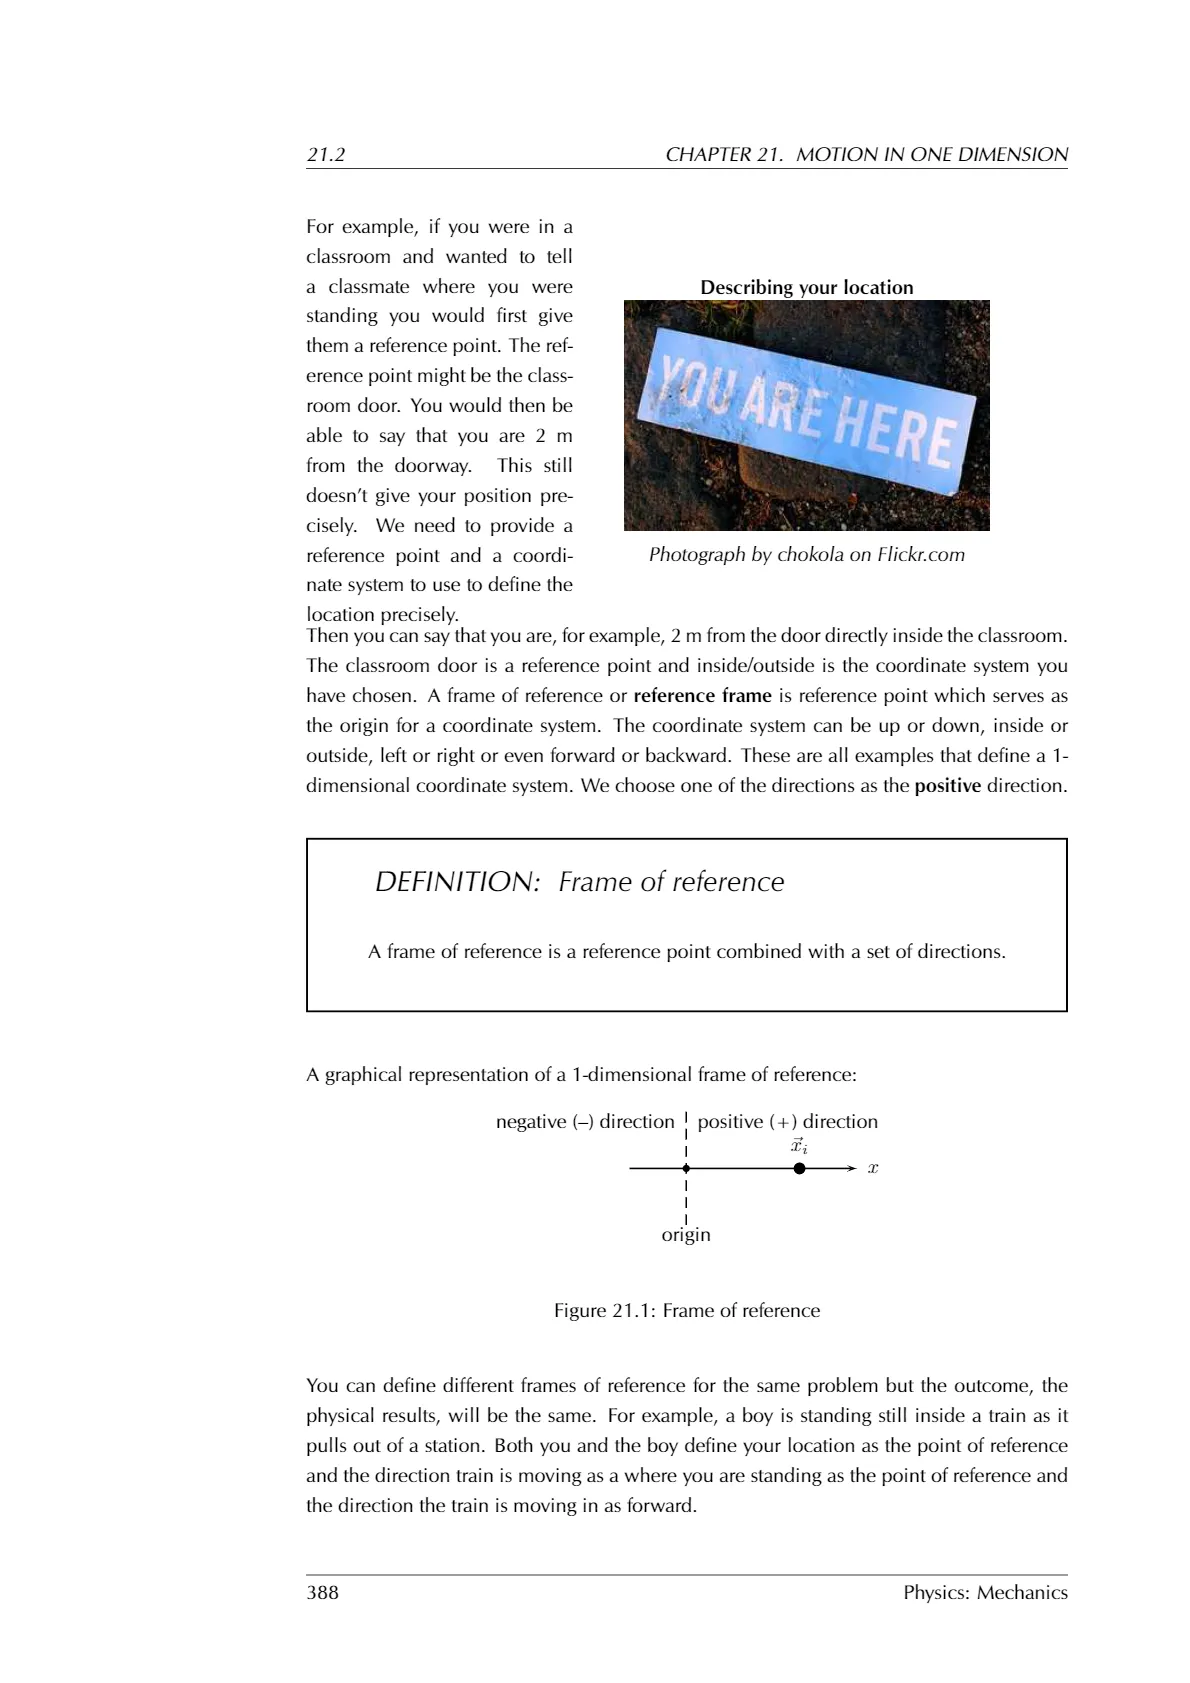 21.2 CHAPTER 21. MOTION IN ONE DIMENSION
For example, if you were in a
classroom and wanted to tell
a classmate where you were
standing you would first give
them a reference point. The ref-
erence point might be the class-
room door. You would then be
able to say that you are 2 m
from the doorway. This still
doesn’t give your position pre-
cisely. We need to provide a
reference point and a coordi-
nate system to use to define the
location precisely.
Describing your location
YOU ARE HERE
Photograph by chokola on Flickr.com
Then you can say that you are, for example, 2 m from the door directly inside the classroom.
The classroom door is a reference point and inside/outside is the coordinate system you
have chosen. A frame of reference or reference frame is reference point which serves as
the origin for a coordinate system. The coordinate system can be up or down, inside or
outside, left or right or even forward or backward. These are all examples that define a 1-
dimensional coordinate system. We choose one of the directions as the positive direction.
DEFINITION: Frame of reference
A frame of reference is a reference point combined with a set of directions.
A graphical representation of a 1-dimensional frame of reference:
negative (–) direction positive (+) direction
x⃗ᵢ
x
origin
Figure 21.1: Frame of reference
You can define different frames of reference for the same problem but the outcome, the
physical results, will be the same. For example, a boy is standing still inside a train as it
pulls out of a station. Both you and the boy define your location as the point of reference
and the direction train is moving as a where you are standing as the point of reference and
the direction the train is moving in as forward.
388 Physics: Mechanics